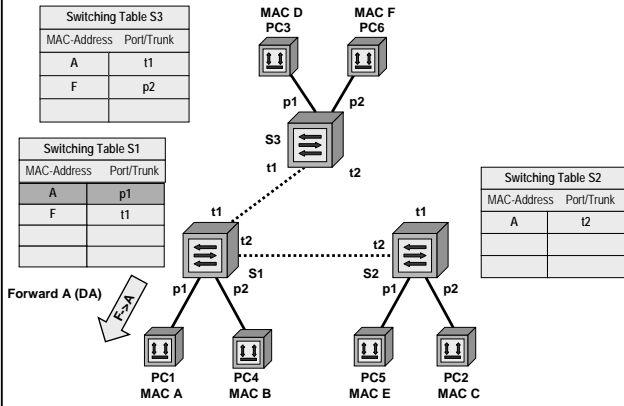 Switching Table S3
MAC-Address Port/Trunk
A t1
F p2
MAC D
PC3
MAC F
PC6
p1 p2
S3
t1 t2
Switching Table S1
MAC-Address Port/Trunk
A p1
F t1
Switching Table S2
MAC-Address Port/Trunk
A t2
t1
t2
S1
p1 p2
t1
t2
S2
p1 p2
Forward A (DA)
F->A
PC1
MAC A
PC4
MAC B
PC5
MAC E
PC2
MAC C